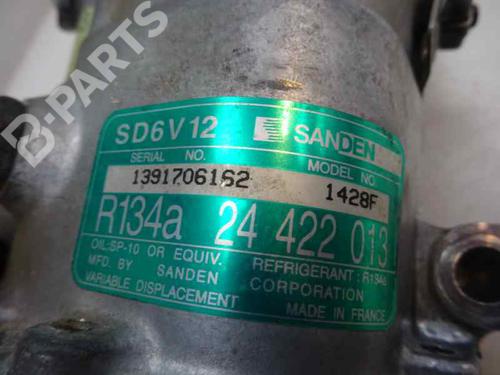 B-PARTS
SD6V12 SANDEN
SERIAL NO. MODEL NO.
1391706162 1428F
R134a 24 422 013
OIL:SP-10 OR EQUIV. REFRIGERANT:R134a
MFD. BY SANDEN CORPORATION
VARIABLE DISPLACEMENT MADE IN FRANCE